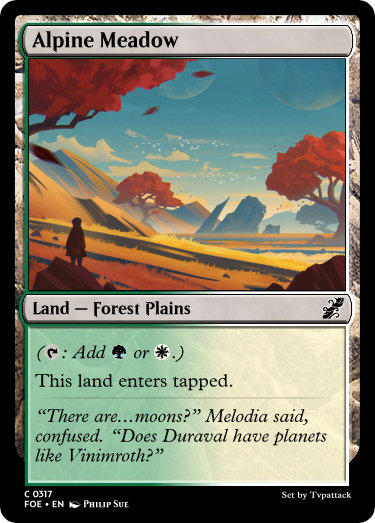 Alpine Meadow
Land — Forest Plains
(: Add or .)
This land enters tapped.
“There are...moons?” Melodia said,
confused. “Does Duraval have planets
like Vinimroth?”
C 0317
FOE • EN Philip Sue
Set by Tvpattack